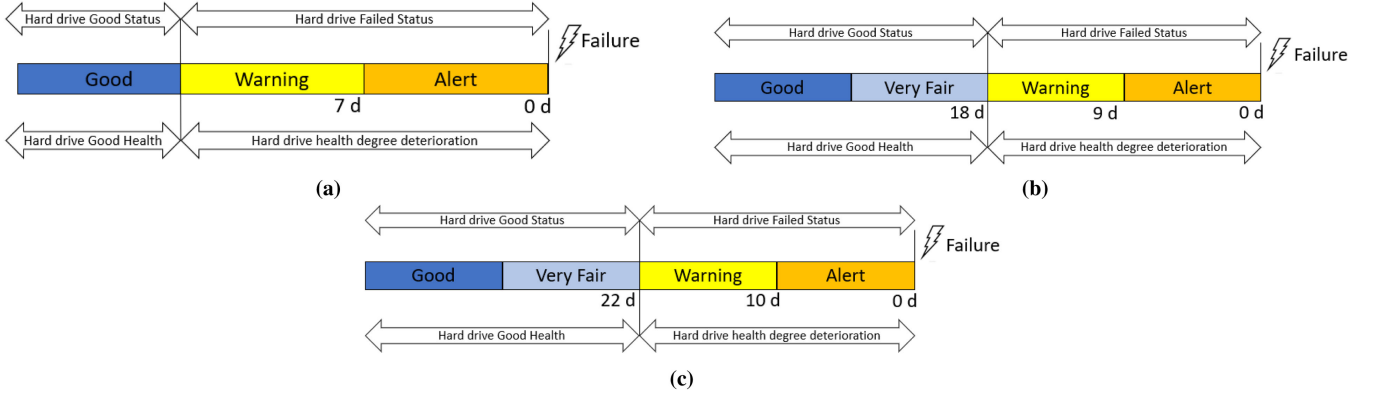 Hard drive Good Status
Hard drive Failed Status
Failure
Good
Warning
Alert
7 d
0 d
Hard drive Good Health
Hard drive health degree deterioration
(a)
Hard drive Good Status
Hard drive Failed Status
Failure
Good
Very Fair
Warning
Alert
18 d
9 d
0 d
Hard drive Good Health
Hard drive health degree deterioration
(b)
Hard drive Good Status
Hard drive Failed Status
Failure
Good
Very Fair
Warning
Alert
22 d
10 d
0 d
Hard drive Good Health
Hard drive health degree deterioration
(c)